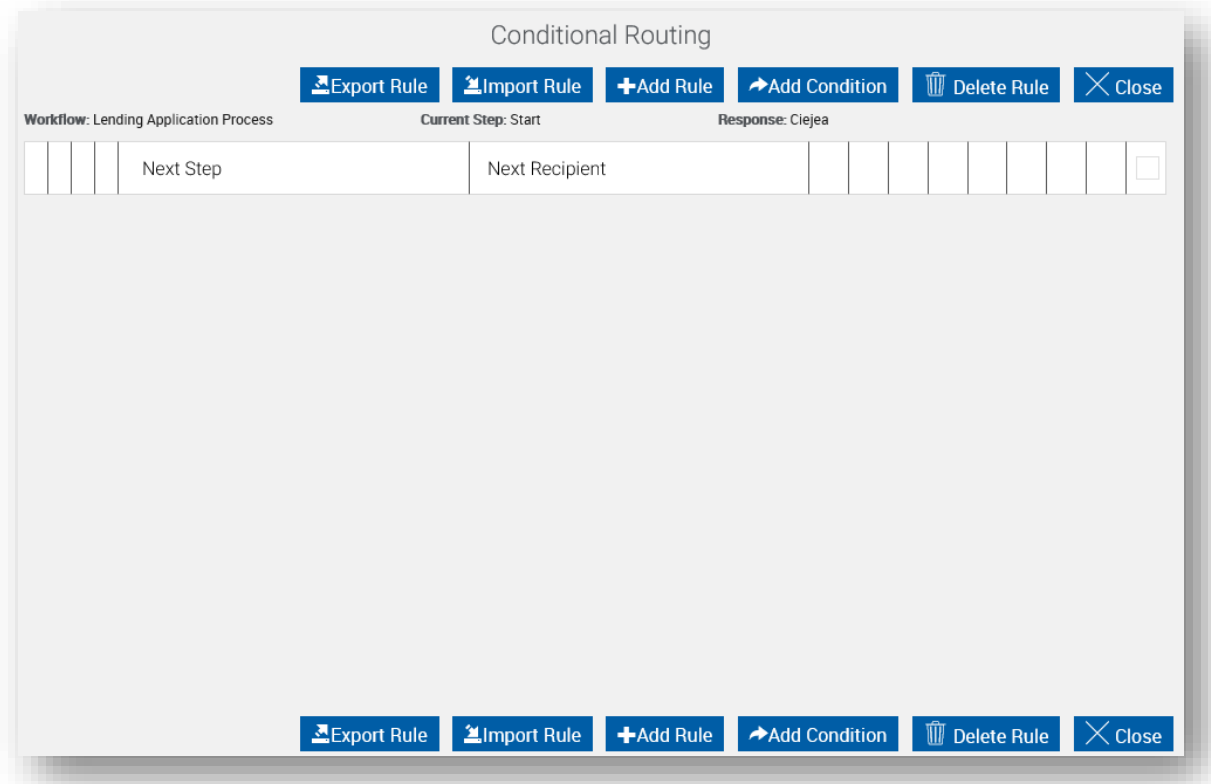 Conditional Routing
Export Rule Import Rule Add Rule Add Condition Delete Rule Close
Workflow: Lending Application Process Current Step: Start Response: Ciejea
Next Step Next Recipient
Export Rule Import Rule Add Rule Add Condition Delete Rule Close